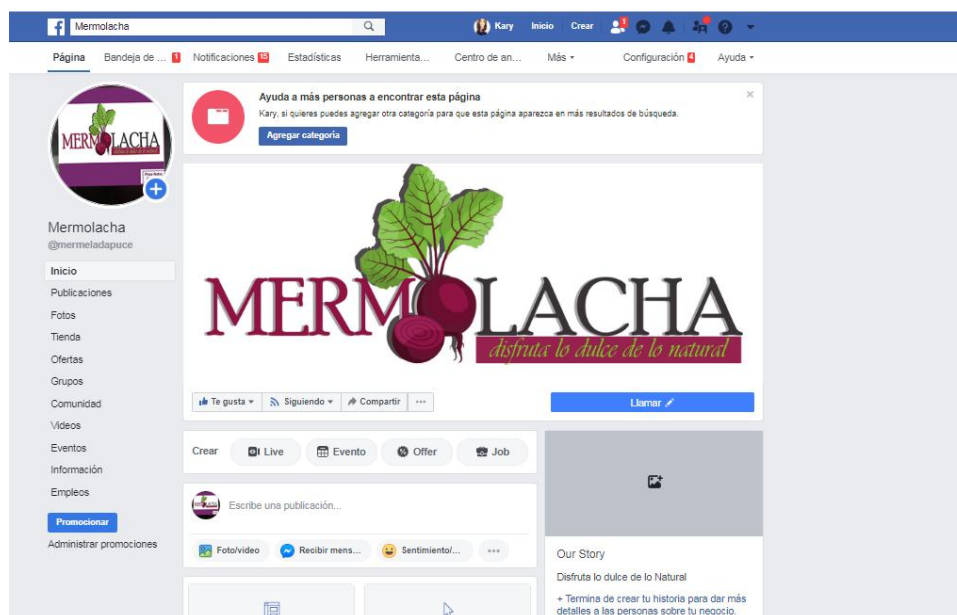 Mermolacha
Kary Inicio Crear
Página Bandeja de ... 1 Notificaciones 15 Estadísticas Herramienta... Centro de an... Más Configuración 4 Ayuda
Ayuda a más personas a encontrar esta página
Kary, si quieres puedes agregar otra categoría para que esta página aparezca en más resultados de búsqueda.
Agregar categoría
MERMOLACHA
MERMOLACHA
disfruta lo dulce de lo natural
Mermolacha
@mermeladapuce
Inicio
Publicaciones
Fotos
Tienda
Ofertas
Grupos
Comunidad
Videos
Eventos
Información
Empleos
Promocionar
Administrar promociones
Te gusta Siguiendo Compartir ...
Llamar
Crear Live Evento Offer Job
Escribe una publicación...
Foto/video Recibir mens... Sentimiento/... ...
Our Story
Disfruta lo dulce de lo Natural
+ Termina de crear tu historia para dar más
detalles a las personas sobre tu negocio.